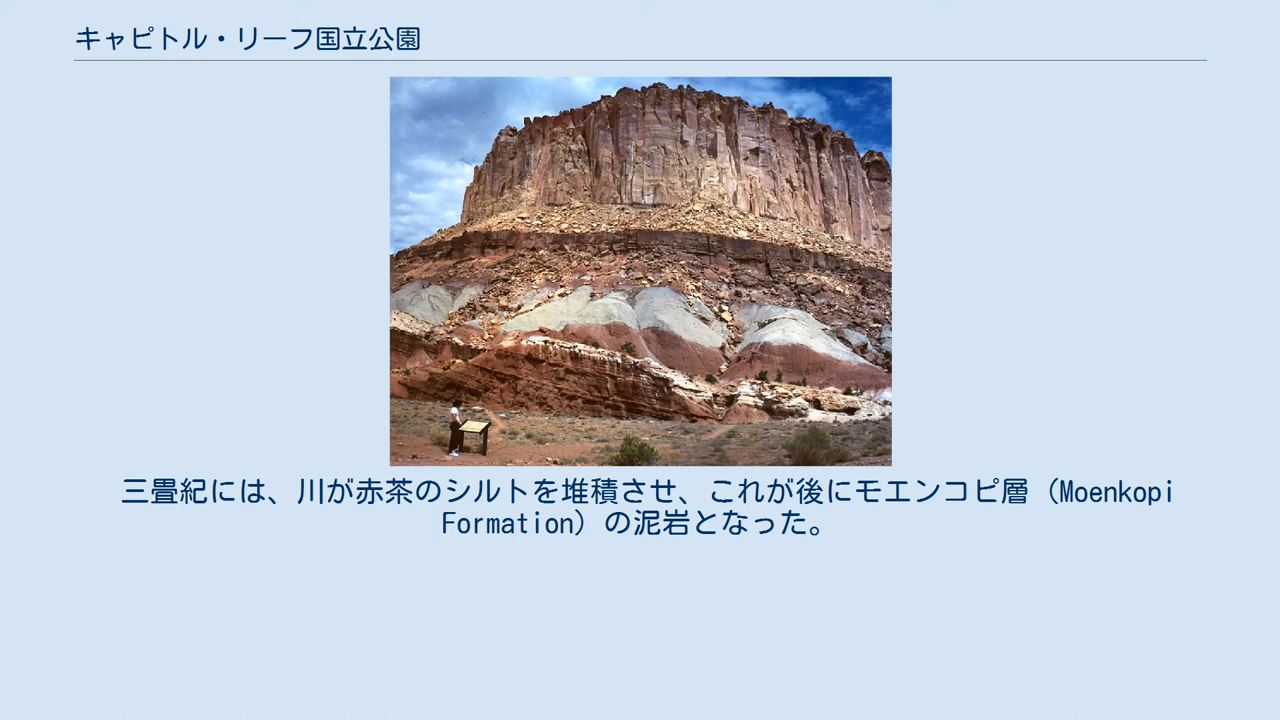 キャピトル・リーフ国立公園
三畳紀には、川が赤茶のシルトを堆積させ、これが後にモエンコピ層（Moenkopi
Formation）の泥岩となった。